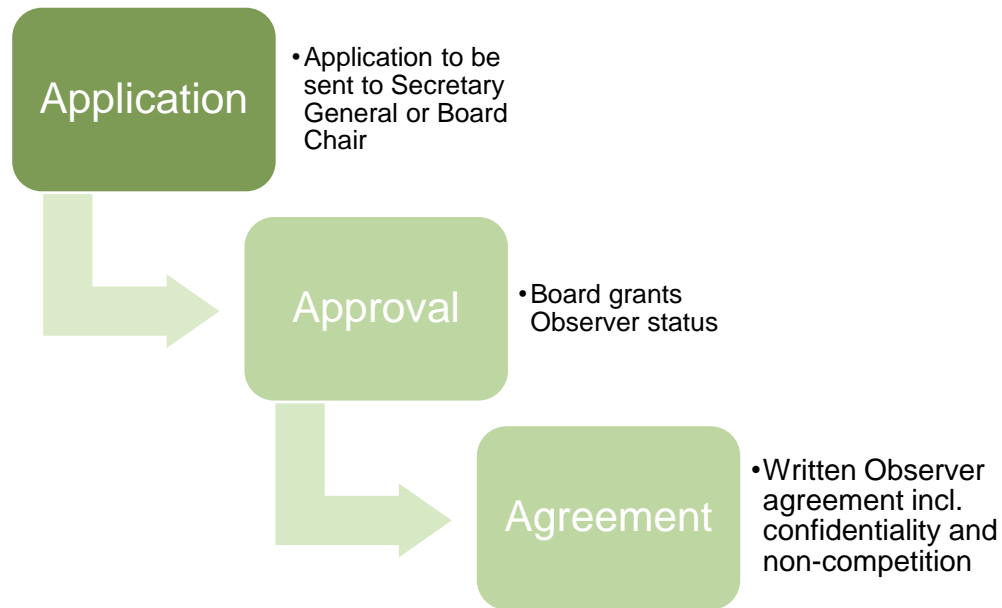 Application
•Application to be
sent to Secretary
General or Board
Chair
Approval
•Board grants
Observer status
Agreement
•Written Observer
agreement incl.
confidentiality and
non-competition